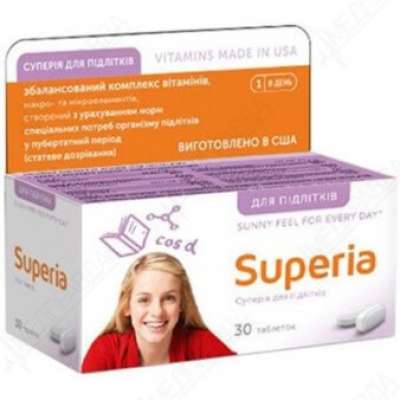 СУПЕРІЯ ДЛЯ ПІДЛІТКІВ
VITAMINS MADE IN USA
збалансований комплекс вітамінів,
макро- та мікроелементів,
створений з урахуванням норм
спеціальних потреб організму підлітків
у пубертатний період
(статеве дозрівання)
1 В ДЕНЬ
ВИГОТОВЛЕНО В США
ДЛЯ ПІДЛІТКІВ
SUNNY FEEL FOR EVERY DAY
cos d
Superia
Суперія для підлітків
30 таблеток
Superia
30